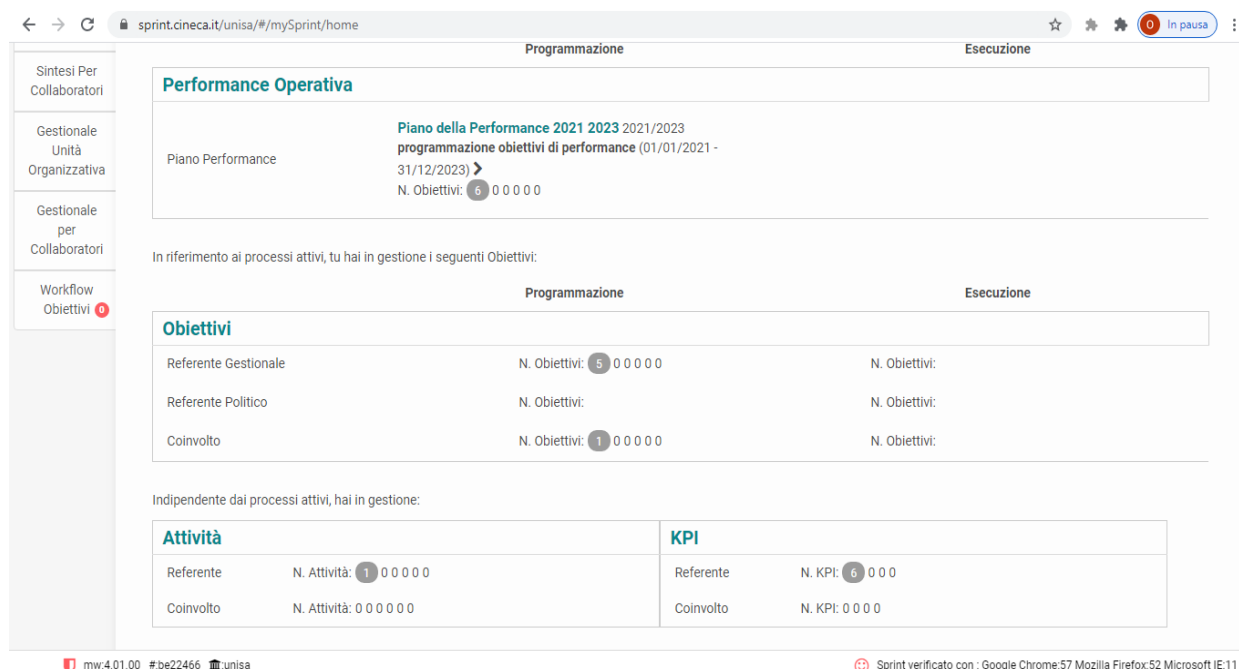 sprint.cineca.it/unisa/#/mySprint/home
O In pausa
Programmazione Esecuzione
Sintesi Per
Collaboratori
Gestionale
Unità
Organizzativa
Gestionale
per
Collaboratori
Workflow
Obiettivi 0
Performance Operativa
Piano Performance
Piano della Performance 2021 2023 2021/2023
programmazione obiettivi di performance (01/01/2021 -
31/12/2023)
N. Obiettivi: 6 0 0 0 0 0
In riferimento ai processi attivi, tu hai in gestione i seguenti Obiettivi:
Programmazione Esecuzione
Obiettivi
Referente Gestionale N. Obiettivi: 5 0 0 0 0 0 N. Obiettivi:
Referente Politico N. Obiettivi: N. Obiettivi:
Coinvolto N. Obiettivi: 1 0 0 0 0 0 N. Obiettivi:
Indipendente dai processi attivi, hai in gestione:
Attività KPI
Referente N. Attività: 1 0 0 0 0 0 Referente N. KPI: 6 0 0 0
Coinvolto N. Attività: 0 0 0 0 0 0 Coinvolto N. KPI: 0 0 0 0
mw:4.01.00 #:be22466 :unisa Sprint verificato con : Google Chrome:57 Mozilla Firefox:52 Microsoft IE:11